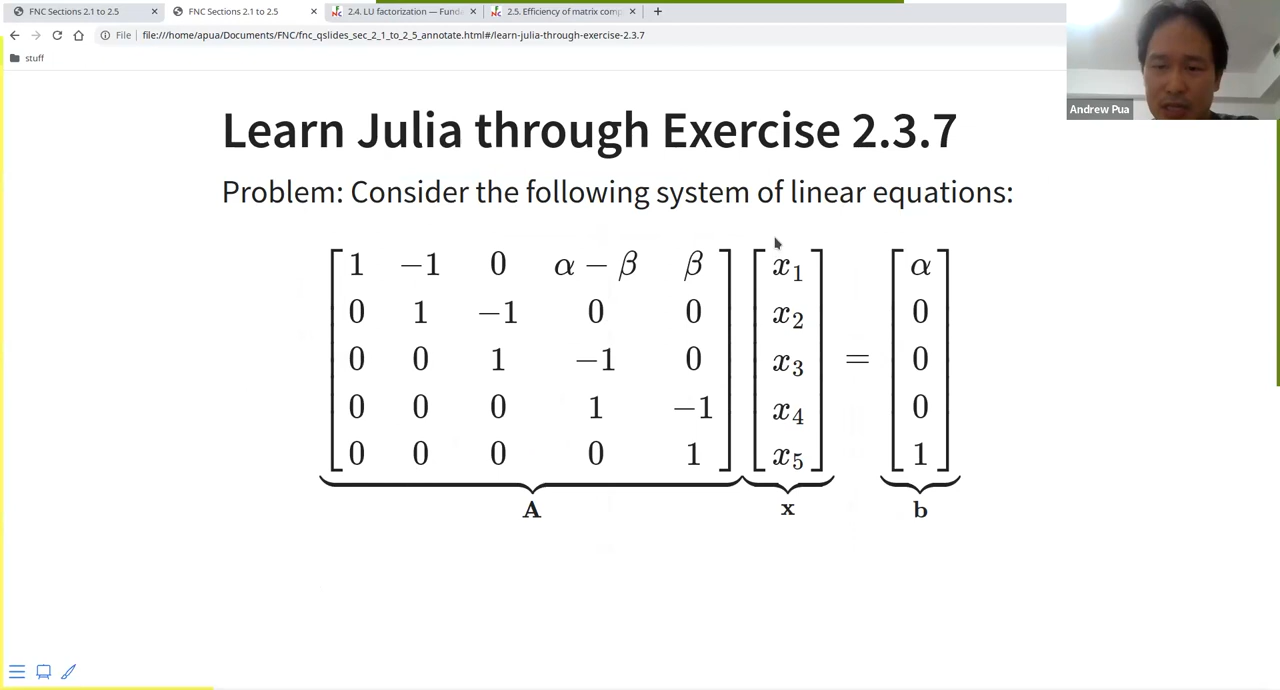 FNC Sections 2.1 to 2.5
FNC Sections 2.1 to 2.5
2.4. LU factorization — Fund
2.5. Efficiency of matrix comp
File file:///home/apua/Documents/FNC/fnc_qslides_sec_2_1_to_2_5_annotate.html#/learn-julia-through-exercise-2.3.7
stuff
Andrew Pua
Learn Julia through Exercise 2.3.7
Problem: Consider the following system of linear equations:
1 −1 0 α − β β x1 α
0 1 −1 0 0 x2 0
0 0 1 −1 0 x3 = 0
0 0 0 1 −1 x4 0
0 0 0 0 1 x5 1
A x b